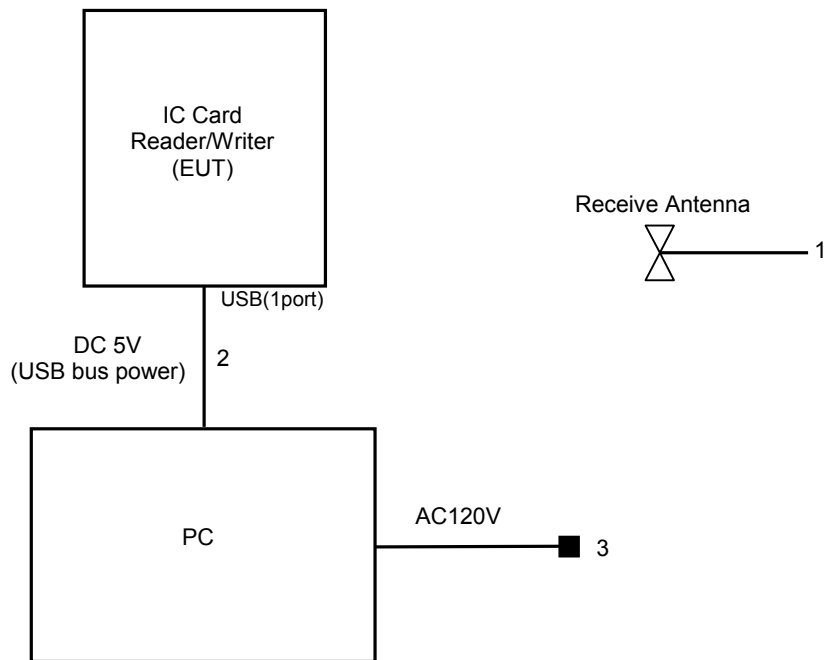 IC Card
Reader/Writer
(EUT)
Receive Antenna
1
USB(1port)
DC 5V
(USB bus power)
2
PC
AC120V
3